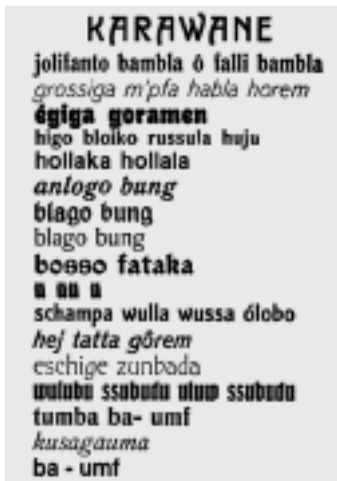 KARAWANE
jolifanto bambla ô falli bambla
grossiga m'pfa habla horem
égiga goramen
higo bloiko russula huju
hollaka hollala
anlogo bung
blago bung
blago bung
bosso fataka
u uu u
schampa wulla wussa ólobo
hej tatta gôrem
eschige zunbada
wulubu ssubudu uluw ssubudu
tumba ba- umf
kusagauma
ba - umf